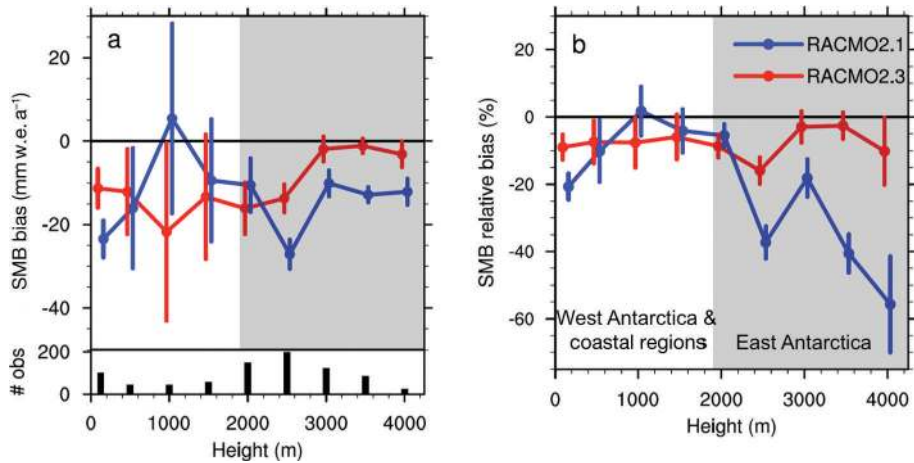 a
20
0
-20
-40
SMB bias (mm w.e. a⁻¹)
200
0
# obs
0 1000 2000 3000 4000
Height (m)
b
RACMO2.1
RACMO2.3
20
0
-20
-40
-60
SMB relative bias (%)
West Antarctica & coastal regions
East Antarctica
0 1000 2000 3000 4000
Height (m)